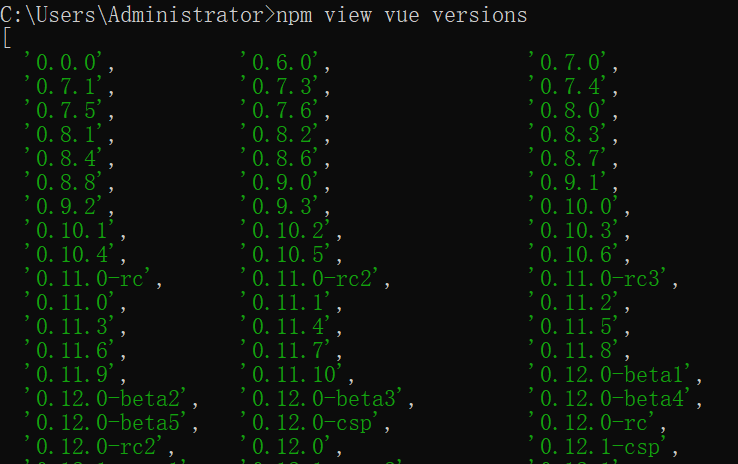 C:\Users\Administrator>npm view vue versions
[
'0.0.0', '0.6.0', '0.7.0',
'0.7.1', '0.7.3', '0.7.4',
'0.7.5', '0.7.6', '0.8.0',
'0.8.1', '0.8.2', '0.8.3',
'0.8.4', '0.8.6', '0.8.7',
'0.8.8', '0.9.0', '0.9.1',
'0.9.2', '0.9.3', '0.10.0',
'0.10.1', '0.10.2', '0.10.3',
'0.10.4', '0.10.5', '0.10.6',
'0.11.0-rc', '0.11.0-rc2', '0.11.0-rc3',
'0.11.0', '0.11.1', '0.11.2',
'0.11.3', '0.11.4', '0.11.5',
'0.11.6', '0.11.7', '0.11.8',
'0.11.9', '0.11.10', '0.12.0-beta1',
'0.12.0-beta2', '0.12.0-beta3', '0.12.0-beta4',
'0.12.0-beta5', '0.12.0-csp', '0.12.0-rc',
'0.12.0-rc2', '0.12.0', '0.12.1-csp',